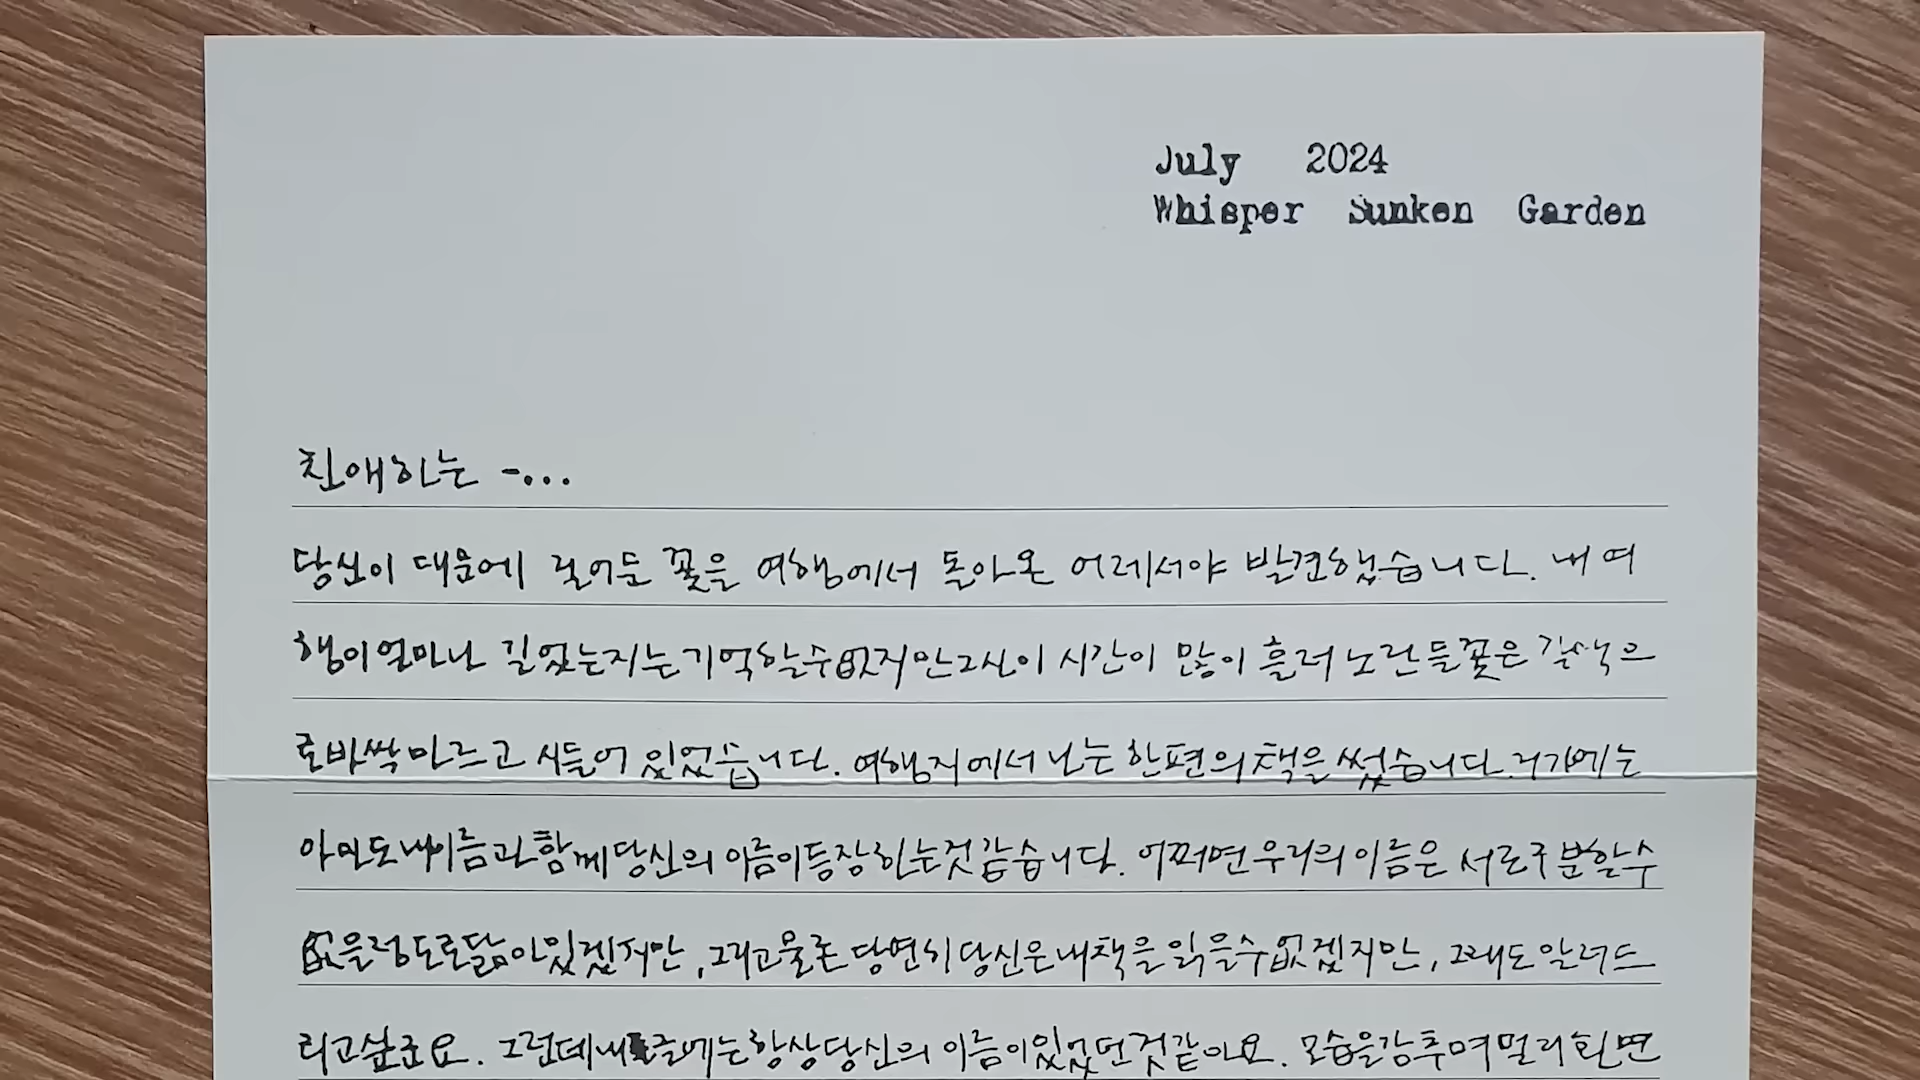 July 2024
Whisper Sunken Garden
친애하는 -...
당신이 대문에 걸어둔 꽃을 여행에서 돌아온 어제서야 발견했습니다. 내 여
행이 얼마나 길었는지는 기억할 수 없지만 그 사이 시간이 많이 흘러 노란 들꽃은 갈색으
로 바싹 마르고 시들어 있었습니다. 여행지에서 나는 한 편의 책을 썼습니다. 거기에는
아마도 내 이름과 함께 당신의 이름이 등장하는 것 같습니다. 어쩌면 우리의 이름은 서로 구분할 수
없을 정도로 닮아있겠지만, 그리고 물론 당연히 당신은 내 책을 읽을 수 없겠지만, 그래도 알려드
리고 싶군요. 그런데 내 글에는 항상 당신의 이름이 있었던 것 같아요. 모습을 감추며 멀리 하면